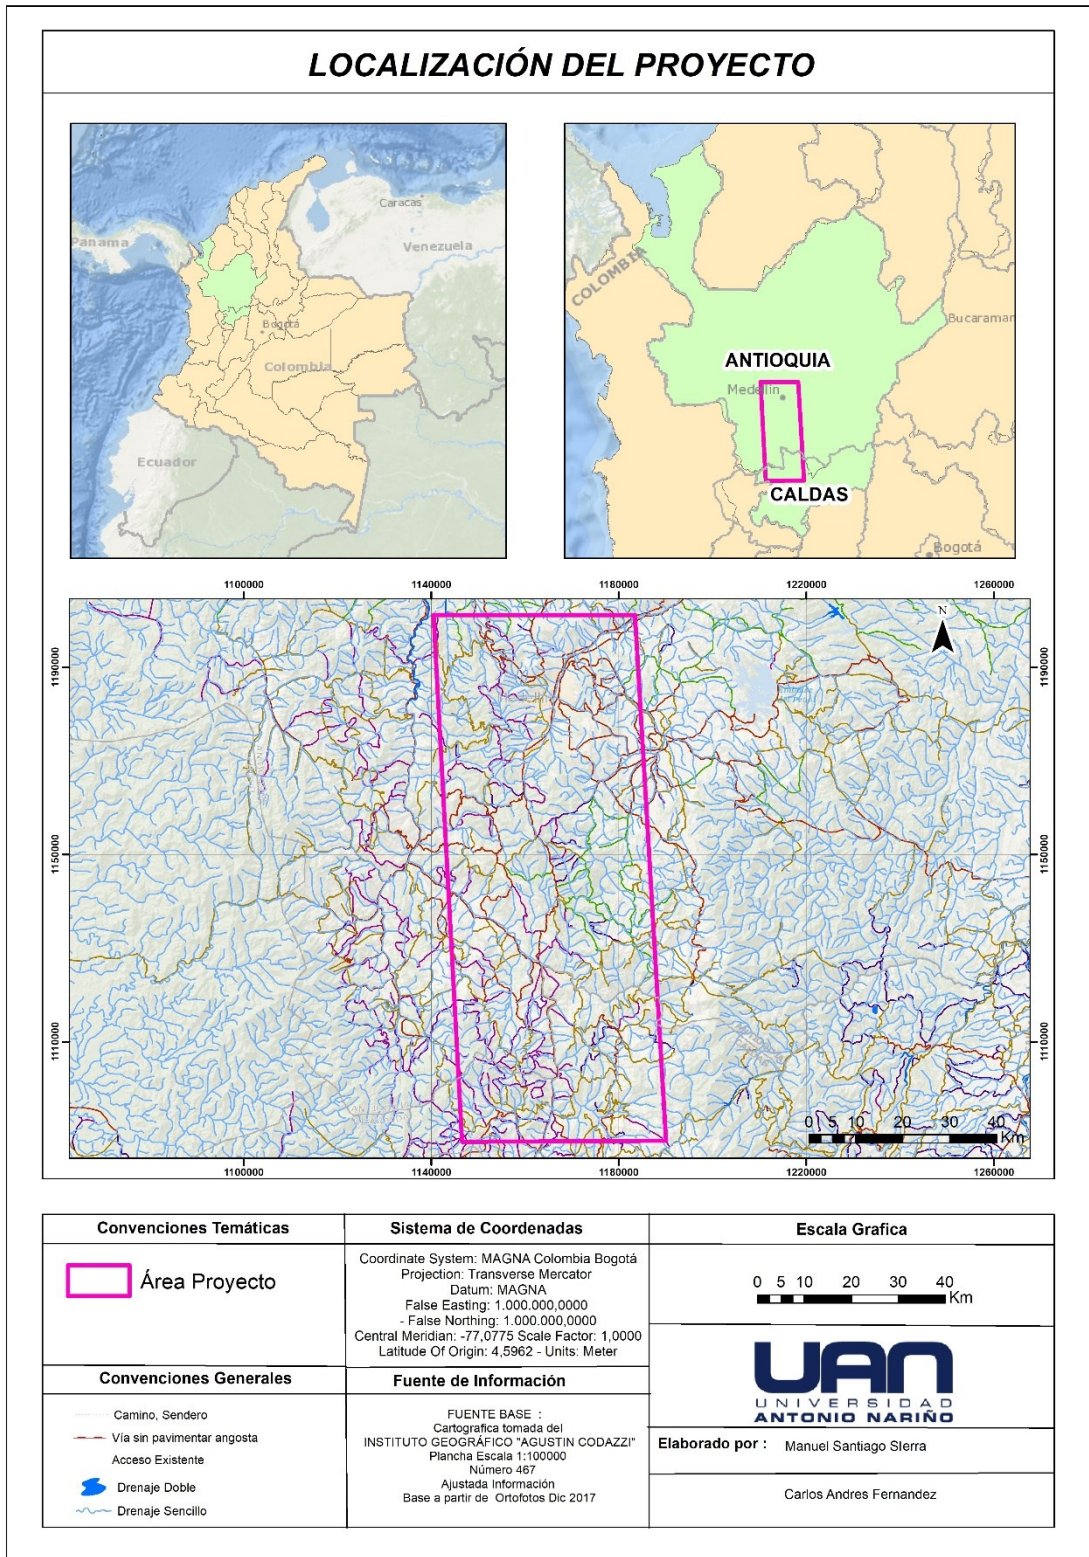 LOCALIZACIÓN DEL PROYECTO
Panama
Caracas
Venezuela
Bogotá
Colombia
Ecuador
COLOMBIA
Bucaraman
ANTIOQUIA
Medellín
CALDAS
Bogotá
1100000 1140000 1180000 1220000 1260000
N
1190000 1190000
1150000 1150000
1110000 1110000
0 5 10 20 30 40
Km
1100000 1140000 1180000 1220000 1260000
Convenciones Temáticas
Área Proyecto
Convenciones Generales
Camino, Sendero
Vía sin pavimentar angosta
Acceso Existente
Drenaje Doble
Drenaje Sencillo
Sistema de Coordenadas
Coordinate System: MAGNA Colombia Bogotá
Projection: Transverse Mercator
Datum: MAGNA
False Easting: 1.000.000,0000
- False Northing: 1.000.000,0000
Central Meridian: -77,0775 Scale Factor: 1,0000
Latitude Of Origin: 4,5962 - Units: Meter
Fuente de Información
FUENTE BASE :
Cartografica tomada del
INSTITUTO GEOGRÁFICO "AGUSTIN CODAZZI"
Plancha Escala 1:100000
Número 467
Ajustada Información
Base a partir de Ortofotos Dic 2017
Escala Grafica
0 5 10 20 30 40
Km
UAN
UNIVERSIDAD
ANTONIO NARIÑO
Elaborado por : Manuel Santiago SIerra
Carlos Andres Fernandez